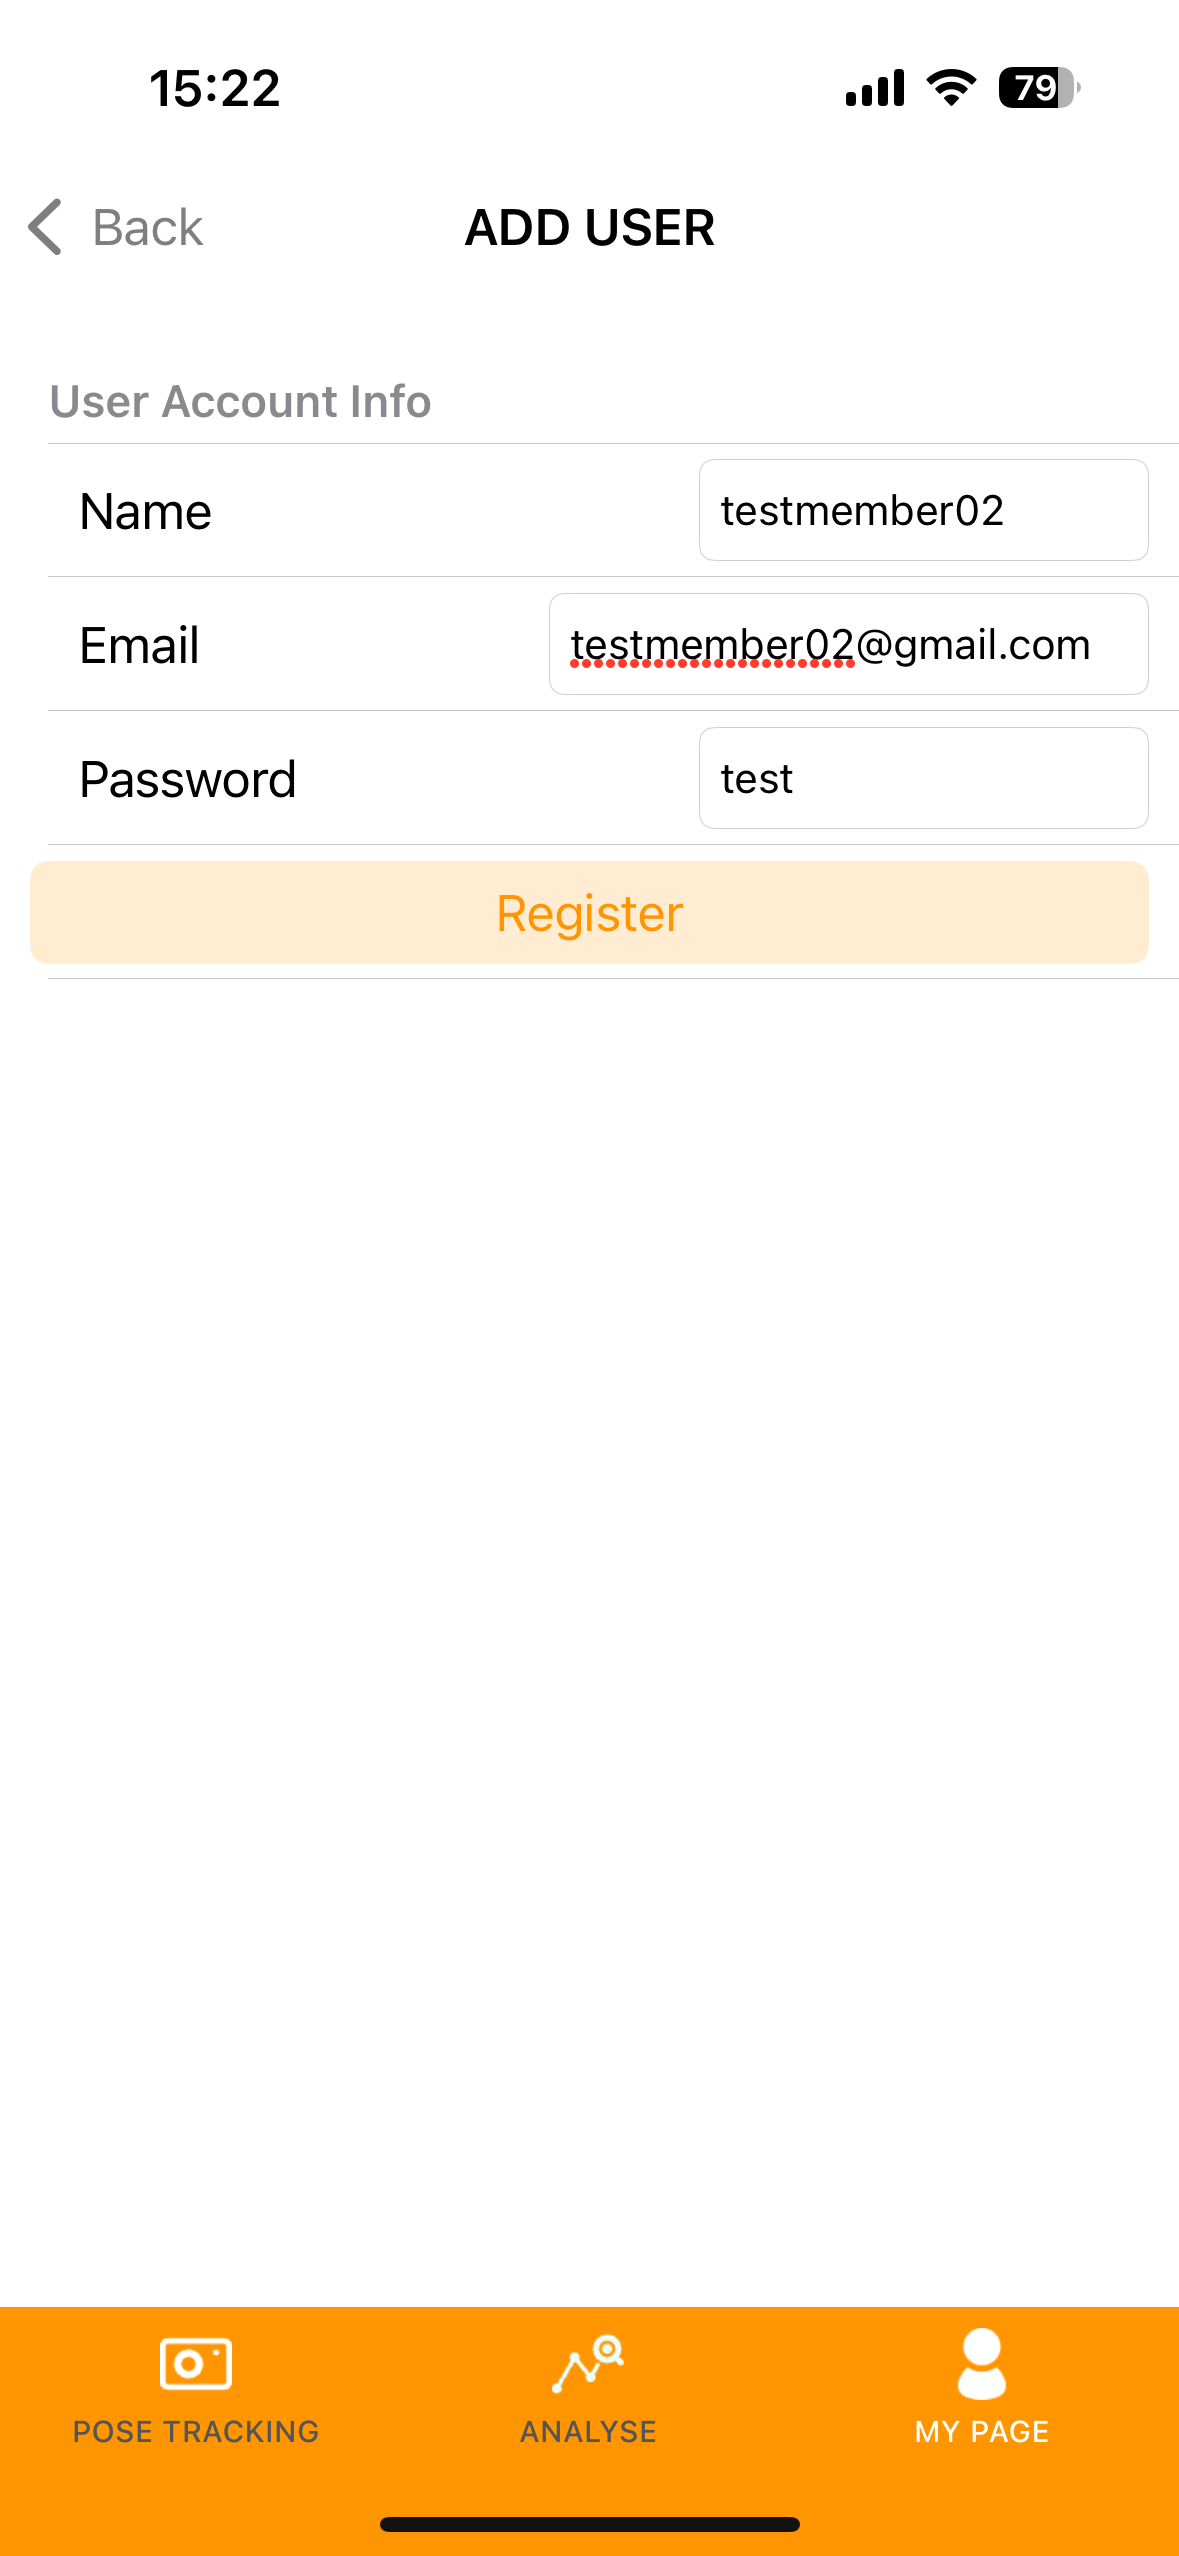 15:22
79
Back
ADD USER
User Account Info
Name
testmember02
Email
testmember02@gmail.com
Password
test
Register
POSE TRACKING
ANALYSE
MY PAGE